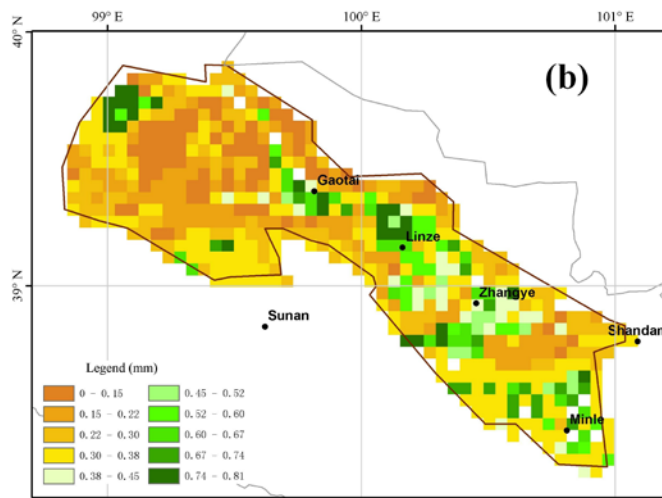 99° E 100° E 101° E
40° N
(b)
Gaotai
Linze
39° N
Zhangye
Sunan
Shandan
Legend (mm)
0 - 0.15 0.45 - 0.52
0.15 - 0.22 0.52 - 0.60
0.22 - 0.30 0.60 - 0.67
0.30 - 0.38 0.67 - 0.74
0.38 - 0.45 0.74 - 0.81
Minle